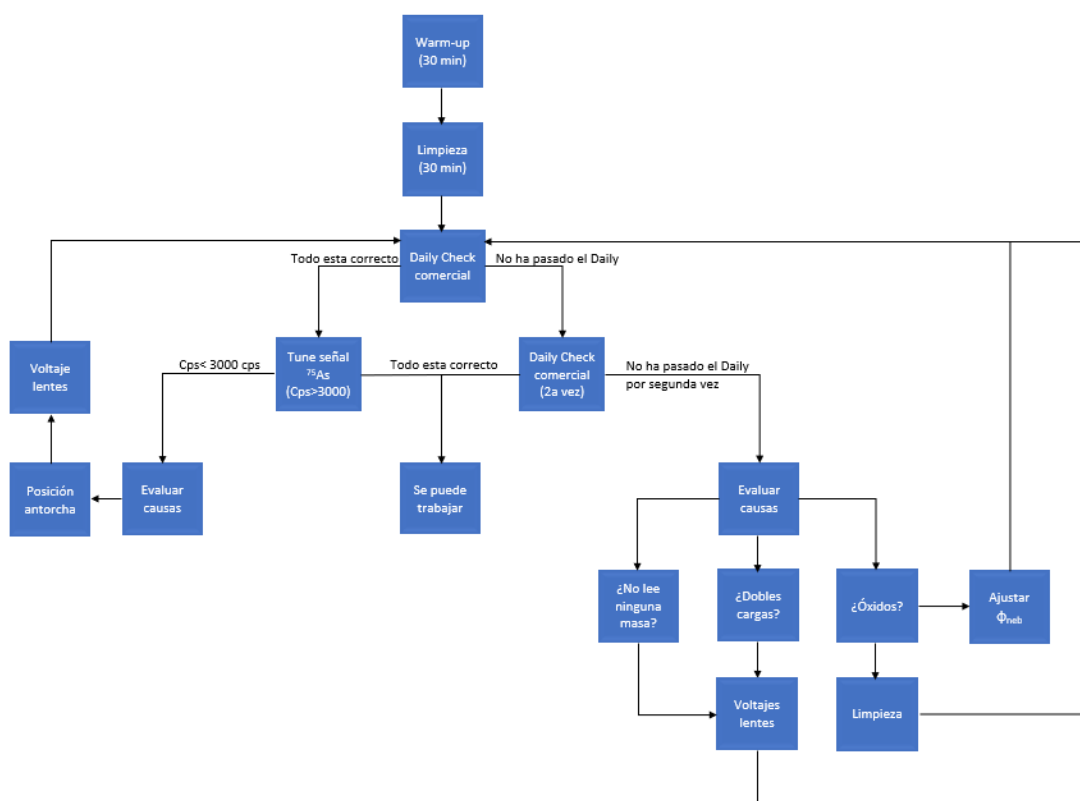 Warm-up
(30 min)
Limpieza
(30 min)
Daily Check
comercial
Todo esta correcto
No ha pasado el Daily
Tune señal
⁷⁵As
(Cps>3000)
Daily Check
comercial
(2a vez)
Cps< 3000 cps
Todo esta correcto
No ha pasado el Daily
por segunda vez
Voltaje
lentes
Posición
antorcha
Evaluar
causas
Se puede
trabajar
Evaluar
causas
¿No lee
ninguna
masa?
¿Dobles
cargas?
¿Óxidos?
Ajustar
ϕneb
Voltajes
lentes
Limpieza